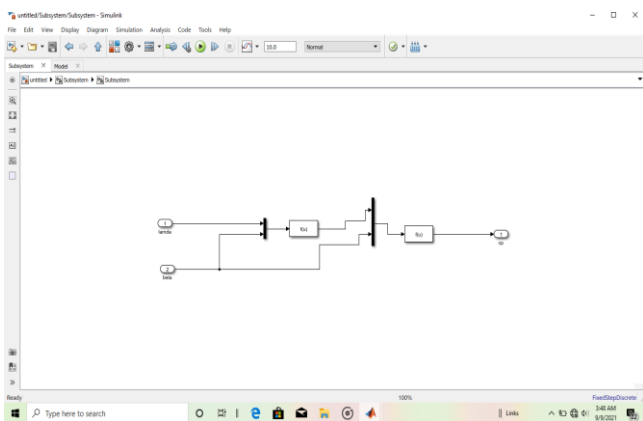 untitled/Subsystem/Subsystem - Simulink
File Edit View Display Diagram Simulation Analysis Code Tools Help
10.0 Normal
Subsystem × Model ×
untitled Subsystem Subsystem
1
lamda
f(u)
f(u)
1
cp
2
beta
Ready 100% FixedStepDiscrete
Type here to search
Links
3:48 AM
9/9/2021